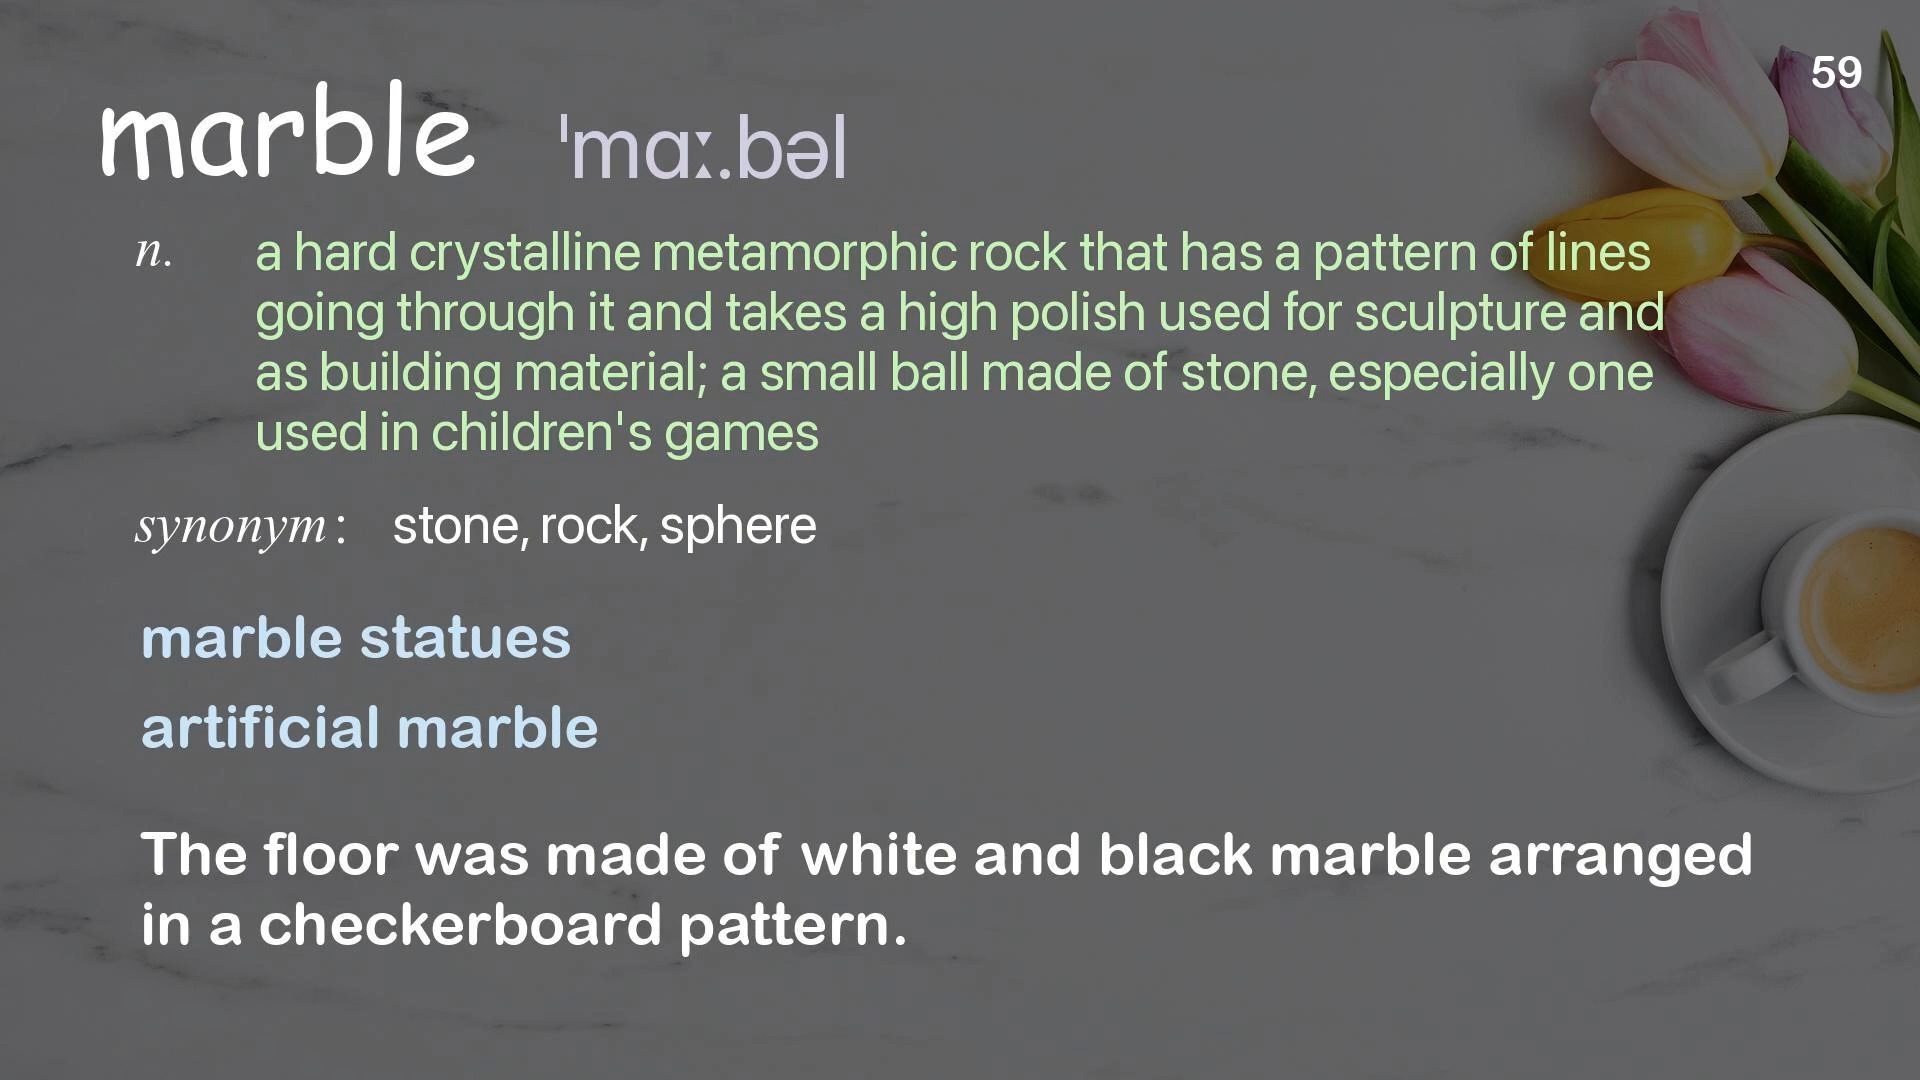 59
marble ˈmɑː.bəl
n. a hard crystalline metamorphic rock that has a pattern of lines
going through it and takes a high polish used for sculpture and
as building material; a small ball made of stone, especially one
used in children's games
synonym: stone, rock, sphere
marble statues
artificial marble
The floor was made of white and black marble arranged
in a checkerboard pattern.